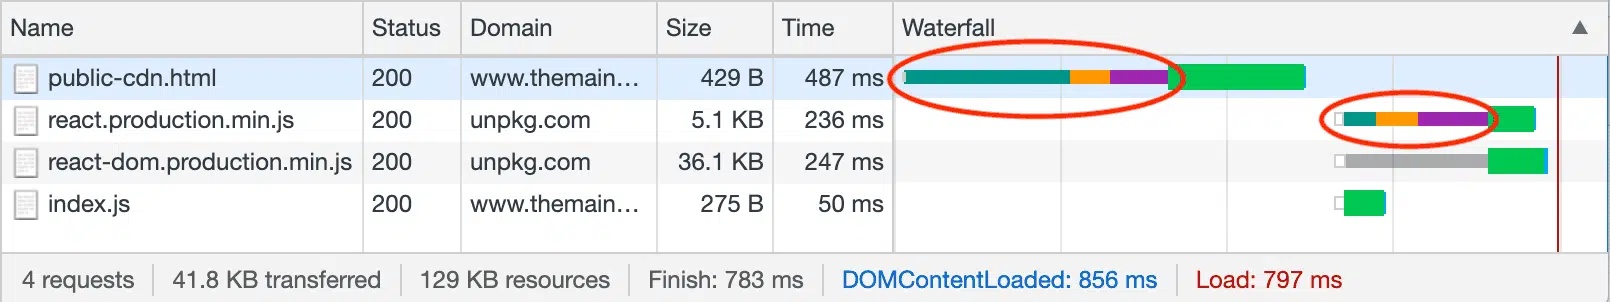 Name Status Domain Size Time Waterfall ▲
public-cdn.html 200 www.themain… 429 B 487 ms
react.production.min.js 200 unpkg.com 5.1 KB 236 ms
react-dom.production.min.js 200 unpkg.com 36.1 KB 247 ms
index.js 200 www.themain… 275 B 50 ms
4 requests 41.8 KB transferred 129 KB resources Finish: 783 ms DOMContentLoaded: 856 ms Load: 797 ms